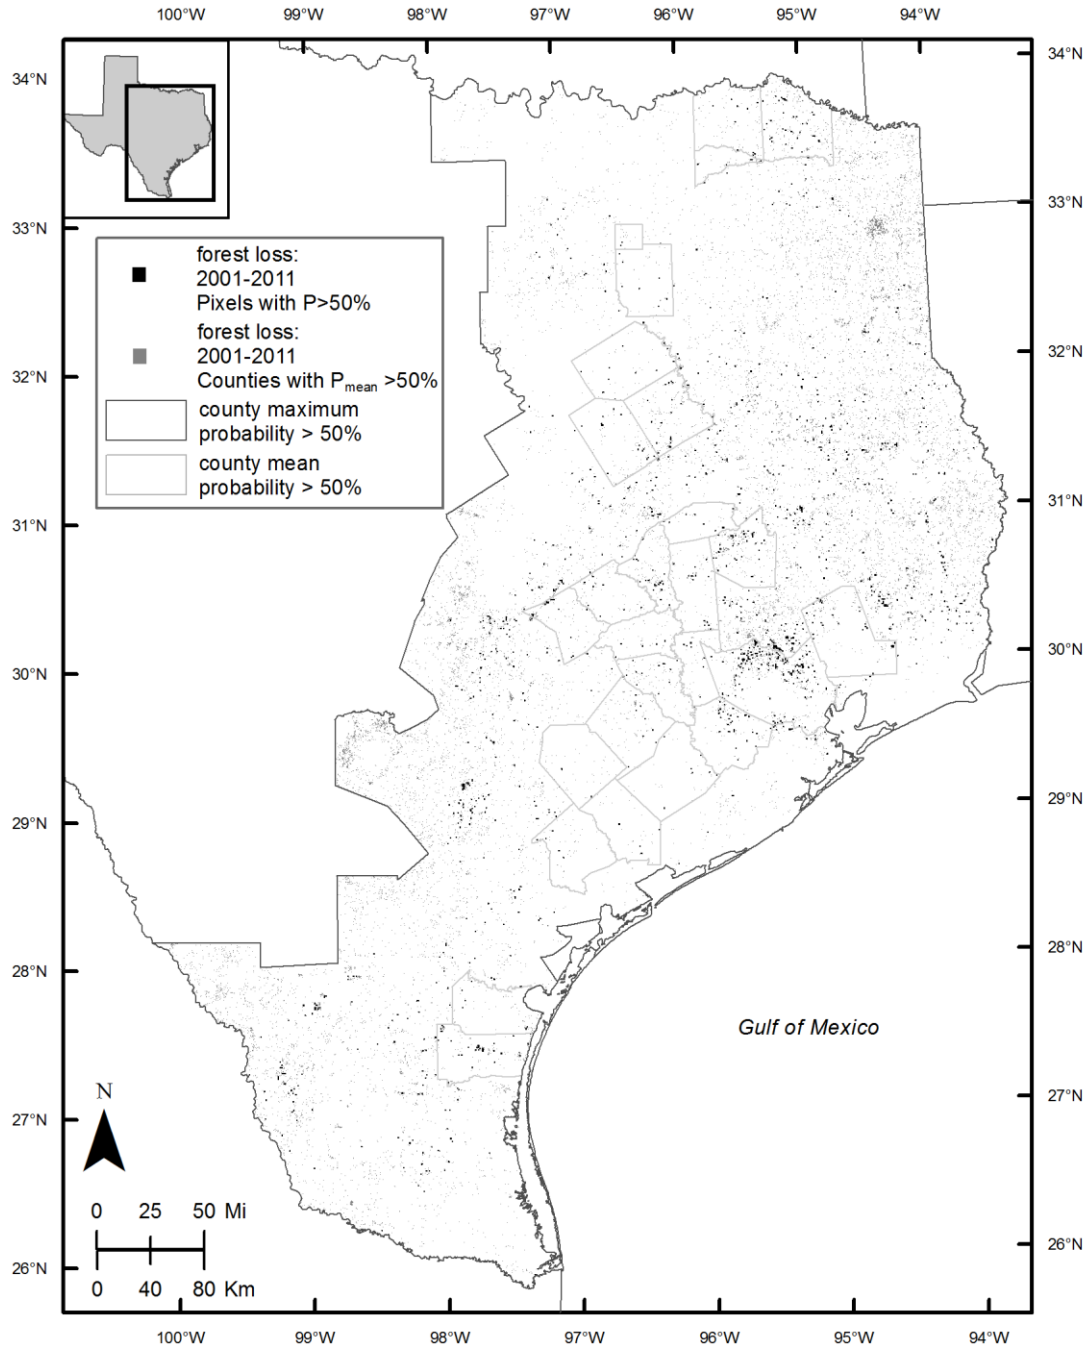 100°W 99°W 98°W 97°W 96°W 95°W 94°W
34°N 34°N
33°N 33°N
forest loss:
2001-2011
Pixels with P>50%
forest loss:
2001-2011
Counties with Pmean >50%
county maximum
probability > 50%
county mean
probability > 50%
32°N 32°N
31°N 31°N
30°N 30°N
29°N 29°N
28°N 28°N
Gulf of Mexico
27°N 27°N
N
0 25 50 Mi
0 40 80 Km
26°N 26°N
100°W 99°W 98°W 97°W 96°W 95°W 94°W